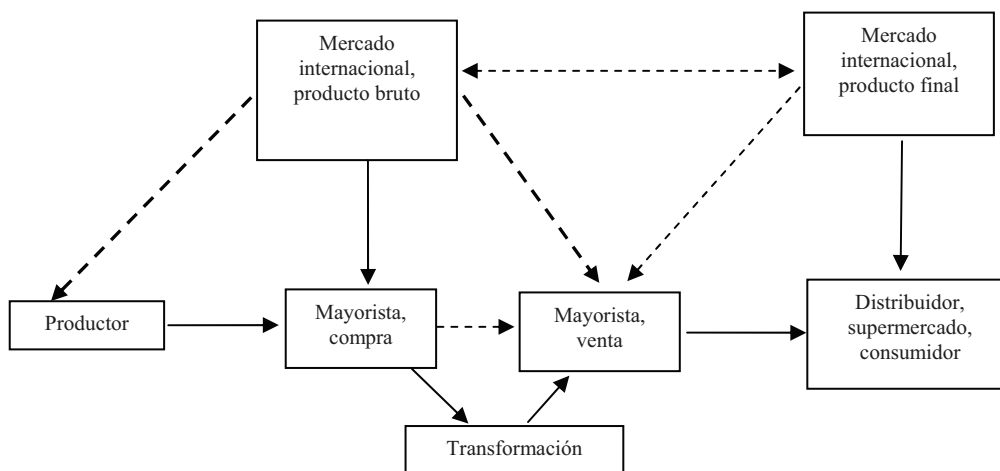 Mercado
internacional,
producto bruto
Mercado
internacional,
producto final
Productor
Mayorista,
compra
Mayorista,
venta
Distribuidor,
supermercado,
consumidor
Transformación